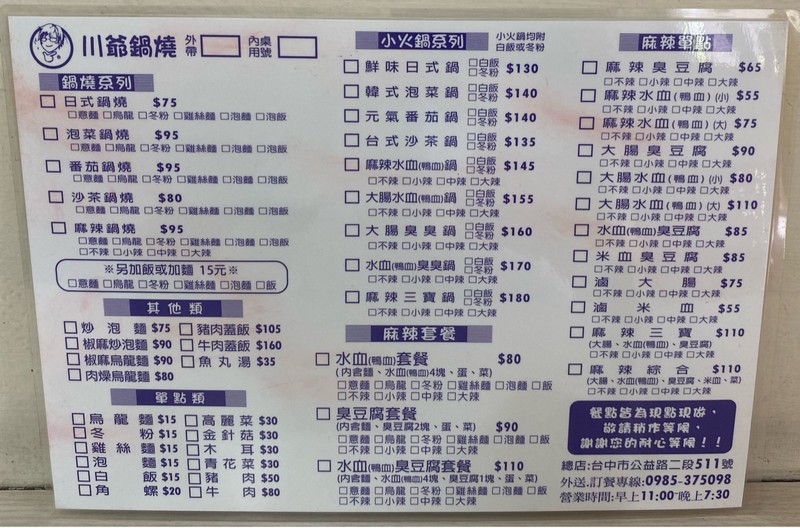 川爺鍋燒 外帶□ 內用桌號□
鍋燒系列
□日式鍋燒 $75
□意麵 □烏龍 □冬粉 □雞絲麵 □泡麵 □泡飯
□泡菜鍋燒 $95
□意麵 □烏龍 □冬粉 □雞絲麵 □泡麵 □泡飯
□番茄鍋燒 $95
□意麵 □烏龍 □冬粉 □雞絲麵 □泡麵 □泡飯
□沙茶鍋燒 $80
□意麵 □烏龍 □冬粉 □雞絲麵 □泡麵 □泡飯
□麻辣鍋燒 $95
□意麵 □烏龍 □冬粉 □雞絲麵 □泡麵 □泡飯
□不辣 □小辣 □中辣 □大辣
※另加飯或加麵 15元※
□意麵 □烏龍 □冬粉 □雞絲麵 □泡麵 □飯
其他類
□炒泡麵 $75 □豬肉蓋飯 $105
□椒麻炒泡麵 $90 □牛肉蓋飯 $160
□椒麻烏龍麵 $90 □魚丸湯 $35
□肉燥烏龍麵 $80
單點類
□烏龍麵 $15 □高麗菜 $30
□冬粉 $15 □金針菇 $30
□雞絲麵 $15 □木耳 $30
□泡麵 $15 □青花菜 $30
□白飯 $15 □豬肉 $50
□角螺 $20 □牛肉 $80
小火鍋系列 小火鍋均附白飯或冬粉
□鮮味日式鍋 □白飯 □冬粉 $130
□韓式泡菜鍋 □白飯 □冬粉 $140
□元氣番茄鍋 □白飯 □冬粉 $140
□台式沙茶鍋 □白飯 □冬粉 $135
□麻辣水血(鴨血)鍋 □白飯 □冬粉 $145
□不辣 □小辣 □中辣 □大辣
□大腸水血(鴨血)鍋 □白飯 □冬粉 $155
□不辣 □小辣 □中辣 □大辣
□大腸臭臭鍋 □白飯 □冬粉 $160
□不辣 □小辣 □中辣 □大辣
□水血(鴨血)臭臭鍋 □白飯 □冬粉 $170
□不辣 □小辣 □中辣 □大辣
□麻辣三寶鍋 □白飯 □冬粉 $180
□不辣 □小辣 □中辣 □大辣
麻辣套餐
□水血(鴨血)套餐 $80
(內含麵、水血(鴨血)4塊、蛋、菜)
□意麵 □烏龍 □冬粉 □雞絲麵 □泡麵 □飯
□不辣 □小辣 □中辣 □大辣
□臭豆腐套餐 $90
(內含麵、臭豆腐2塊、蛋、菜)
□意麵 □烏龍 □冬粉 □雞絲麵 □泡麵 □飯
□不辣 □小辣 □中辣 □大辣
□水血(鴨血)臭豆腐套餐 $110
(內含麵、水血(鴨血)4塊、臭豆腐1塊、蛋、菜)
□意麵 □烏龍 □冬粉 □雞絲麵 □泡麵 □飯
□不辣 □小辣 □中辣 □大辣
麻辣單點
□麻辣臭豆腐 $65
□不辣 □小辣 □中辣 □大辣
□麻辣水血(鴨血)(小) $55
□不辣 □小辣 □中辣 □大辣
□麻辣水血(鴨血)(大) $75
□不辣 □小辣 □中辣 □大辣
□大腸臭豆腐 $90
□不辣 □小辣 □中辣 □大辣
□大腸水血(鴨血)(小) $80
□不辣 □小辣 □中辣 □大辣
□大腸水血(鴨血)(大) $110
□不辣 □小辣 □中辣 □大辣
□水血(鴨血)臭豆腐 $85
□不辣 □小辣 □中辣 □大辣
□米血臭豆腐 $85
□不辣 □小辣 □中辣 □大辣
□滷大腸 $75
□不辣 □小辣 □中辣 □大辣
□滷米血 $55
□不辣 □小辣 □中辣 □大辣
□麻辣三寶 $110
(大腸、水血(鴨血)、臭豆腐)
□不辣 □小辣 □中辣 □大辣
□麻辣綜合 $110
(大腸、水血(鴨血)、臭豆腐、米血、菜)
□不辣 □小辣 □中辣 □大辣
餐點皆為現點現做，
敬請稍作等候，
謝謝您的耐心等候！！
總店:台中市公益路二段511號
外送.訂餐專線:0985-375098
營業時間:早上11:00~晚上7:30